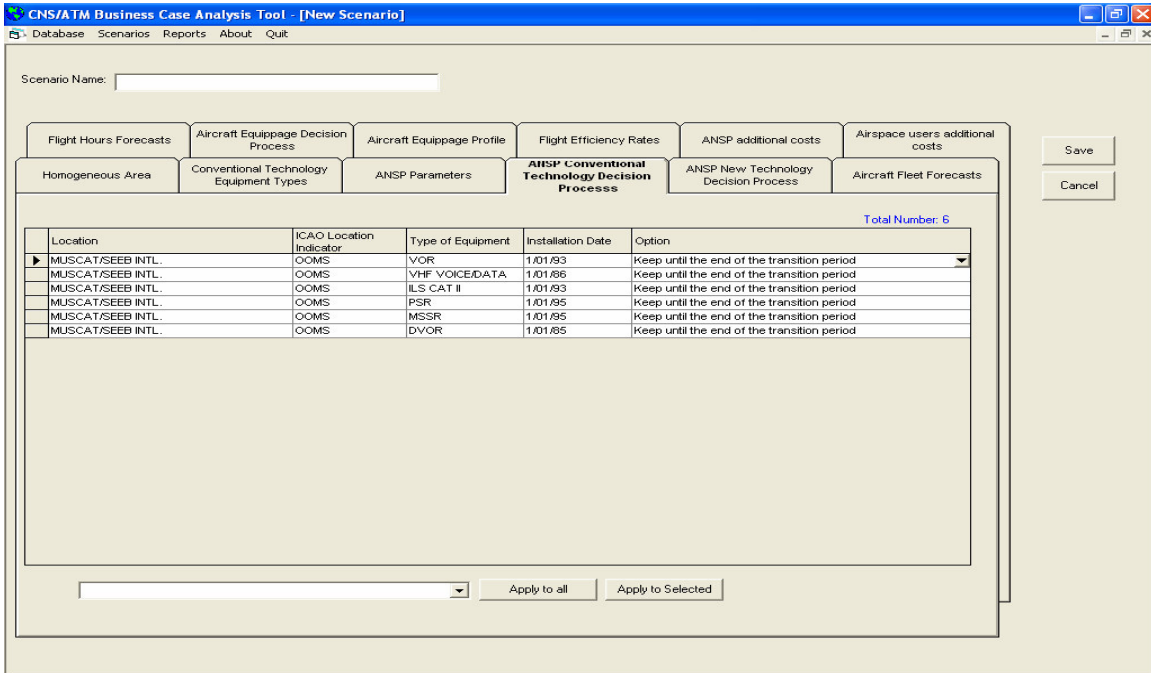 CNS/ATM Business Case Analysis Tool - [New Scenario]
Database Scenarios Reports About Quit
Scenario Name:
Flight Hours Forecasts
Aircraft Equippage Decision
Process
Aircraft Equippage Profile
Flight Efficiency Rates
ANSP additional costs
Airspace users additional
costs
Save
Homogeneous Area
Conventional Technology
Equipment Types
ANSP Parameters
ANSP Conventional
Technology Decision
Processs
ANSP New Technology
Decision Process
Aircraft Fleet Forecasts
Cancel
Total Number: 6
Location ICAO Location Indicator Type of Equipment Installation Date Option
MUSCAT/SEEB INTL. OOMS VOR 1/01/93 Keep until the end of the transition period
MUSCAT/SEEB INTL. OOMS VHF VOICE/DATA 1/01/86 Keep until the end of the transition period
MUSCAT/SEEB INTL. OOMS ILS CAT II 1/01/93 Keep until the end of the transition period
MUSCAT/SEEB INTL. OOMS PSR 1/01/95 Keep until the end of the transition period
MUSCAT/SEEB INTL. OOMS MSSR 1/01/95 Keep until the end of the transition period
MUSCAT/SEEB INTL. OOMS DVOR 1/01/85 Keep until the end of the transition period
Apply to all Apply to Selected